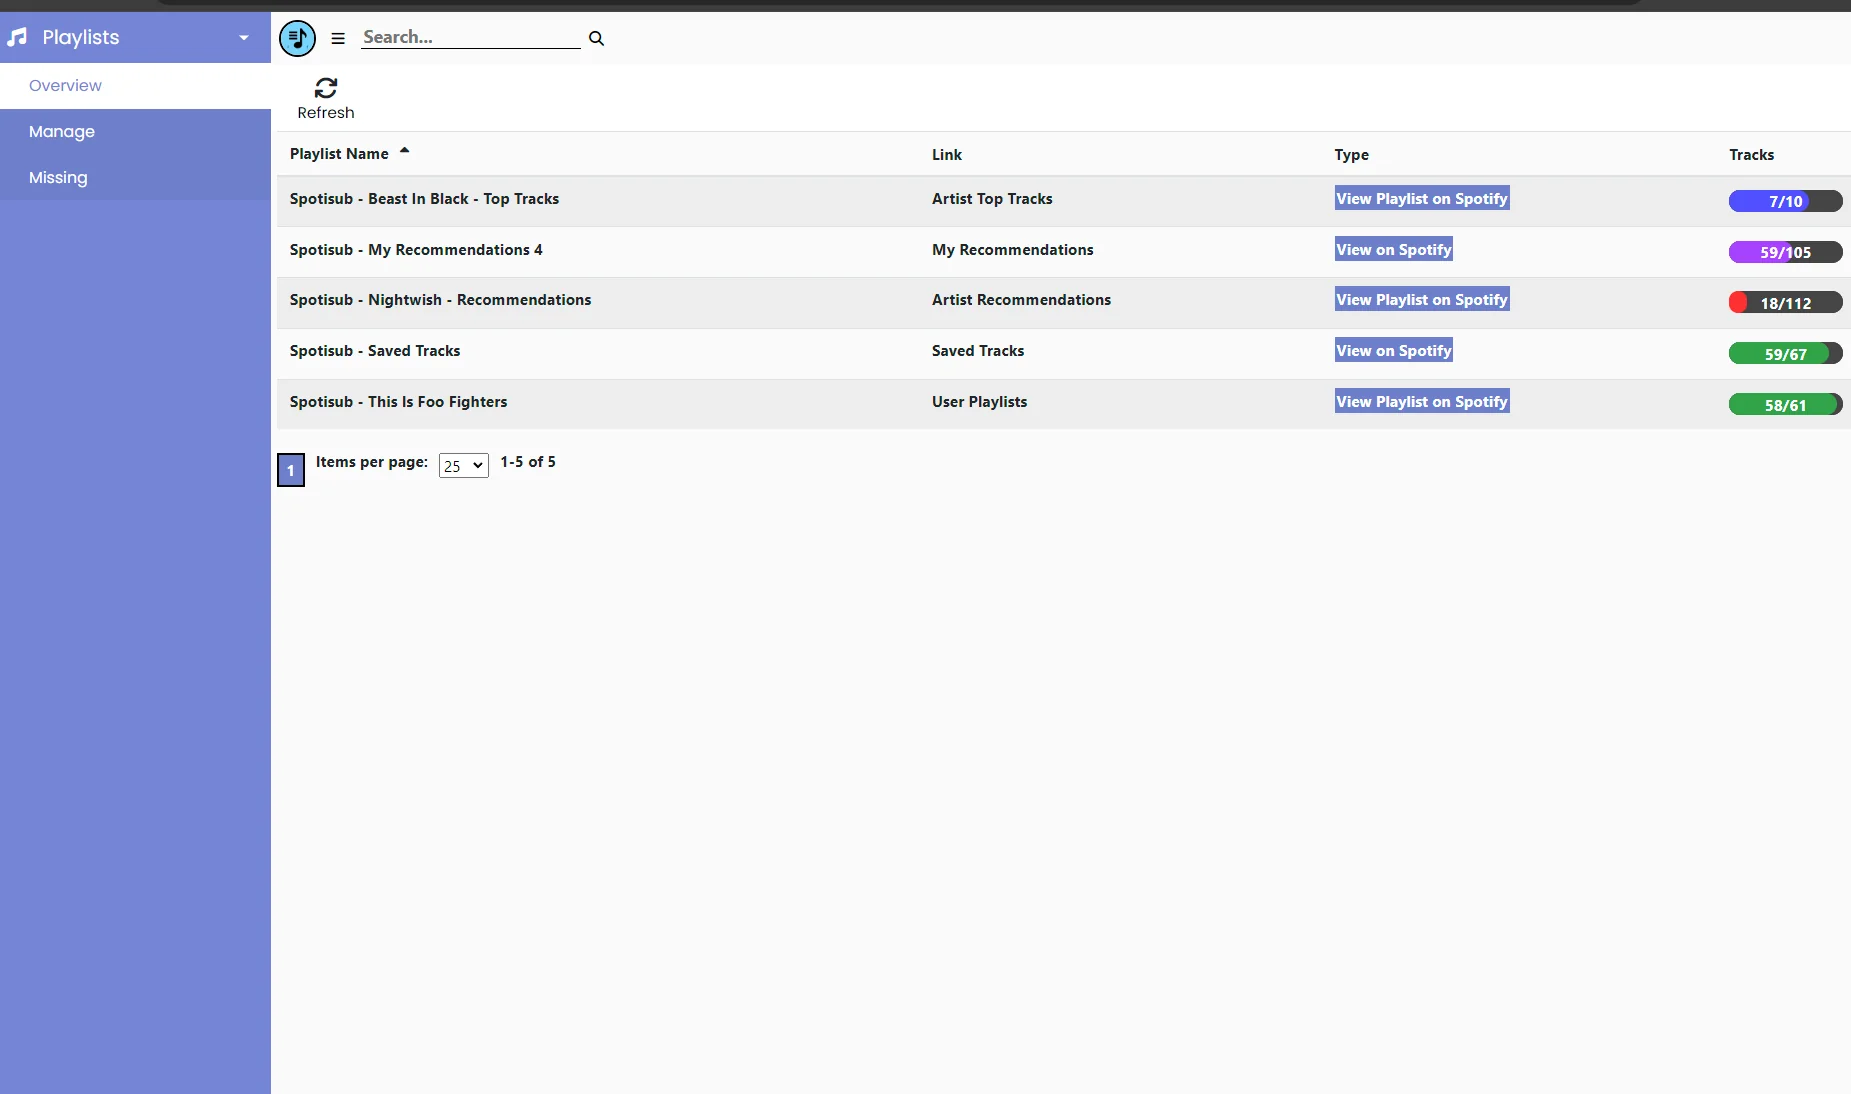 Playlists
Search...
Overview
Refresh
Manage
Missing
Playlist Name Link Type Tracks
Spotisub - Beast In Black - Top Tracks Artist Top Tracks View Playlist on Spotify 7/10
Spotisub - My Recommendations 4 My Recommendations View on Spotify 59/105
Spotisub - Nightwish - Recommendations Artist Recommendations View Playlist on Spotify 18/112
Spotisub - Saved Tracks Saved Tracks View on Spotify 59/67
Spotisub - This Is Foo Fighters User Playlists View Playlist on Spotify 58/61
1 Items per page: 25 1-5 of 5